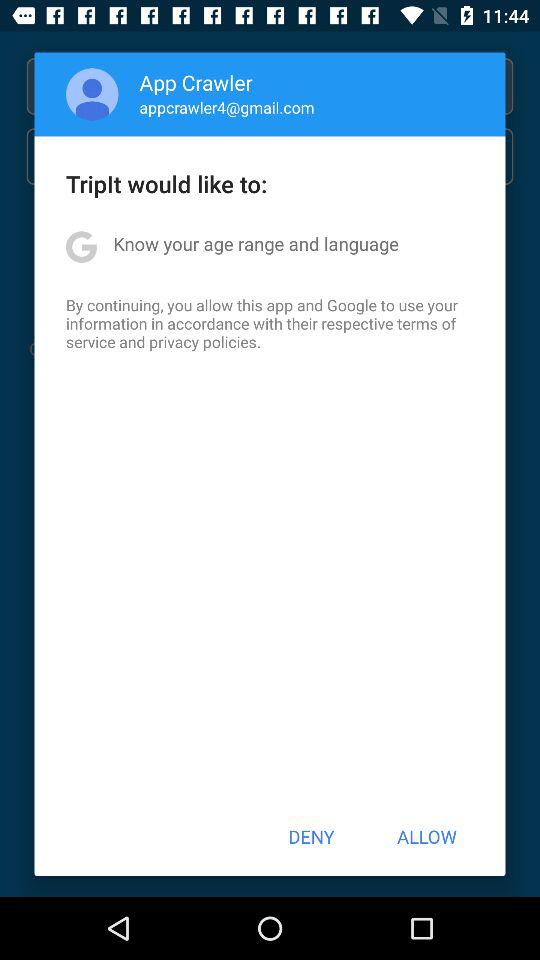 11:44
App Crawler
appcrawler4@gmail.com
TripIt would like to:
Know your age range and language
By continuing, you allow this app and Google to use your
information in accordance with their respective terms of
service and privacy policies.
DENY ALLOW